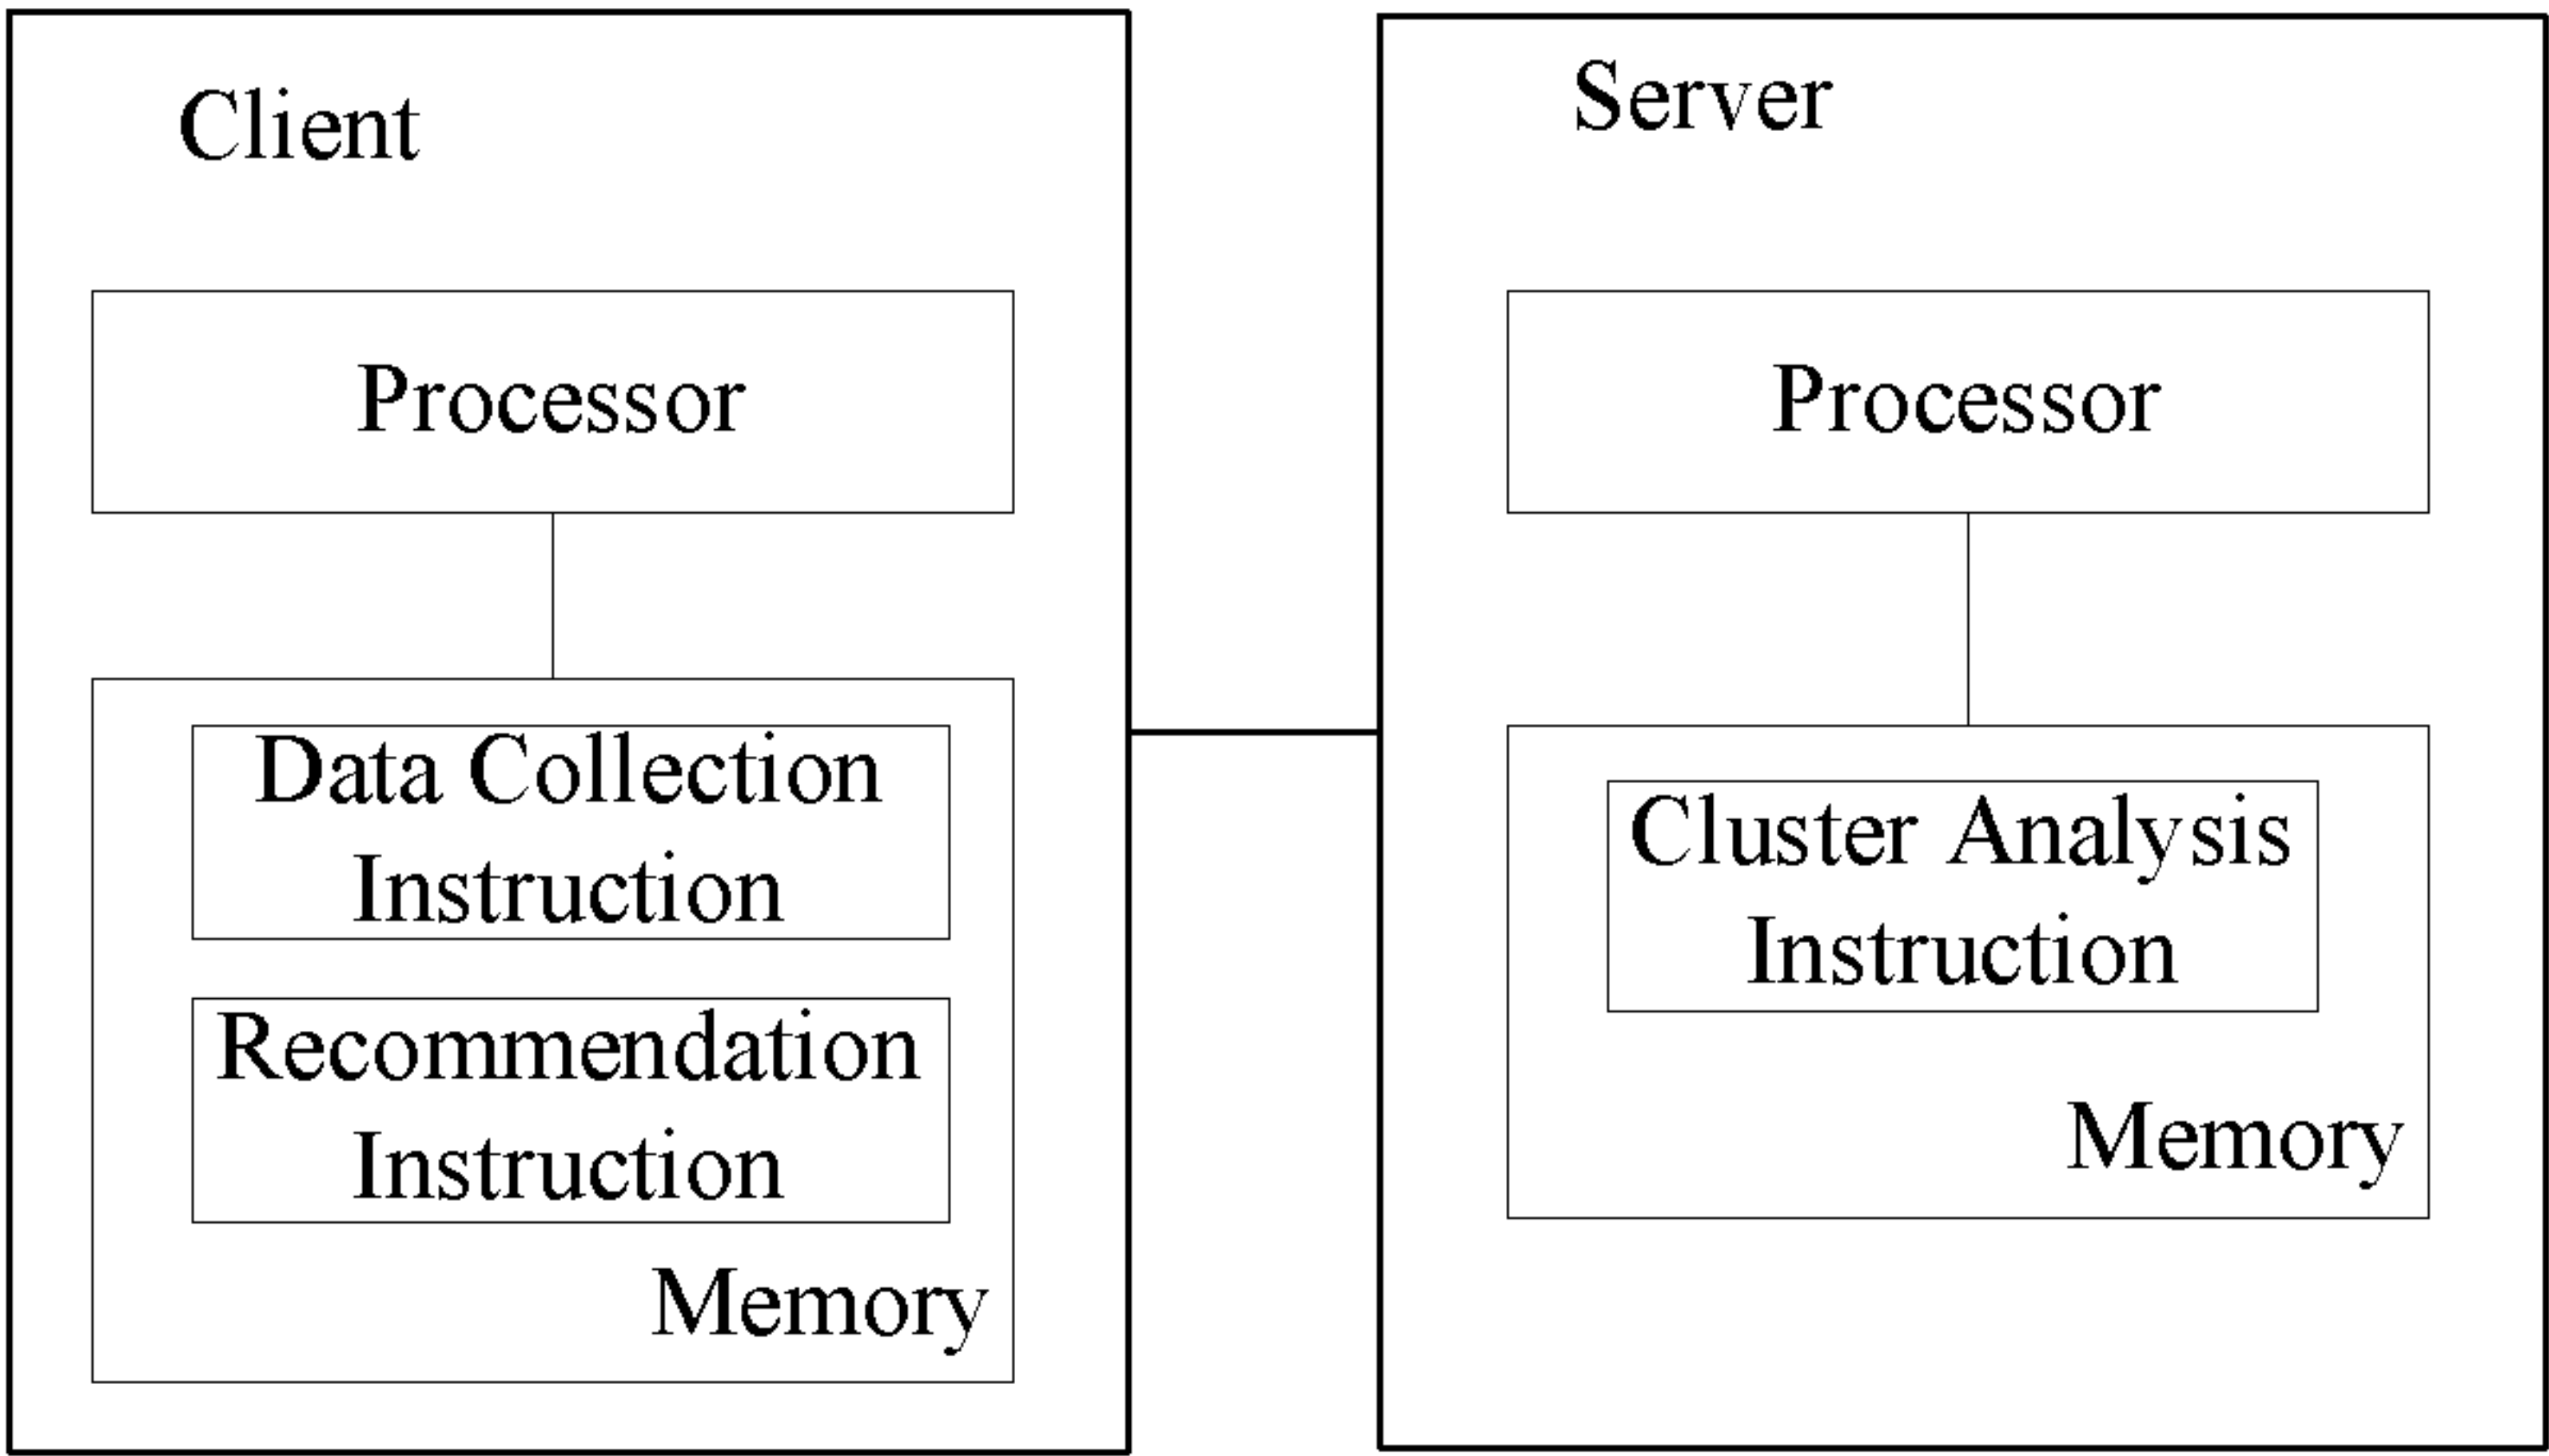 Client
Processor
Data Collection
Instruction
Recommendation
Instruction
Memory
Server
Processor
Cluster Analysis
Instruction
Memory